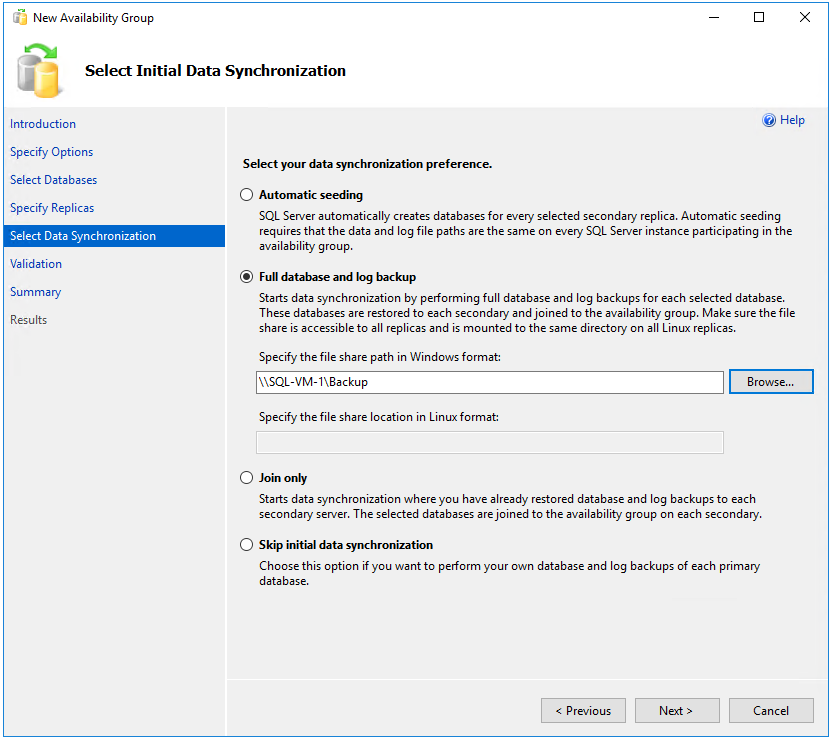 New Availability Group
Select Initial Data Synchronization
Introduction
Specify Options
Select Databases
Specify Replicas
Select Data Synchronization
Validation
Summary
Results
Help
Select your data synchronization preference.
Automatic seeding
SQL Server automatically creates databases for every selected secondary replica. Automatic seeding
requires that the data and log file paths are the same on every SQL Server instance participating in the
availability group.
Full database and log backup
Starts data synchronization by performing full database and log backups for each selected database.
These databases are restored to each secondary and joined to the availability group. Make sure the file
share is accessible to all replicas and is mounted to the same directory on all Linux replicas.
Specify the file share path in Windows format:
\\SQL-VM-1\Backup
Browse...
Specify the file share location in Linux format:
Join only
Starts data synchronization where you have already restored database and log backups to each
secondary server. The selected databases are joined to the availability group on each secondary.
Skip initial data synchronization
Choose this option if you want to perform your own database and log backups of each primary
database.
< Previous
Next >
Cancel